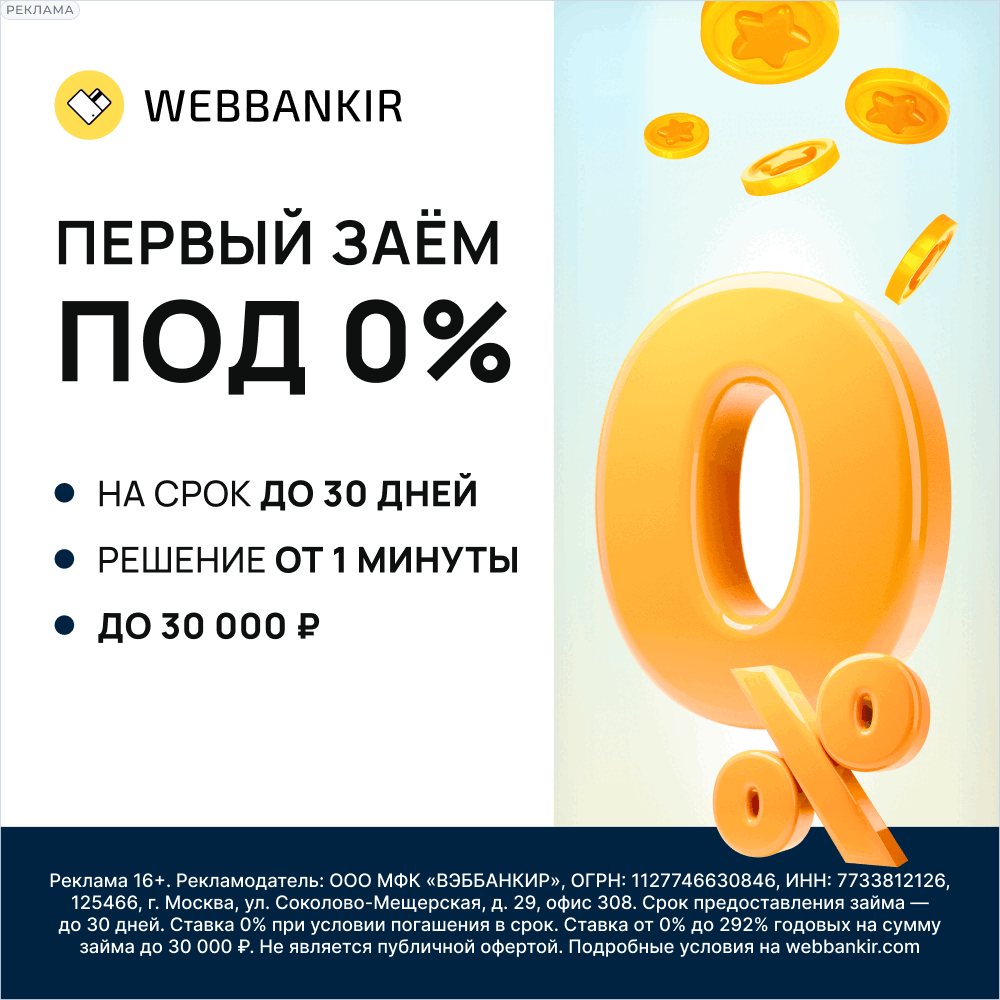 РЕКЛАМА
WEBBANKIR
ПЕРВЫЙ ЗАЁМ
ПОД 0%
НА СРОК ДО 30 ДНЕЙ
РЕШЕНИЕ ОТ 1 МИНУТЫ
ДО 30 000 ₽
0%
Реклама 16+. Рекламодатель: ООО МФК «ВЭББАНКИР», ОГРН: 1127746630846, ИНН: 7733812126,
125466, г. Москва, ул. Соколово-Мещерская, д. 29, офис 308. Срок предоставления займа —
до 30 дней. Ставка 0% при условии погашения в срок. Ставка от 0% до 292% годовых на сумму
займа до 30 000 ₽. Не является публичной офертой. Подробные условия на webbankir.com